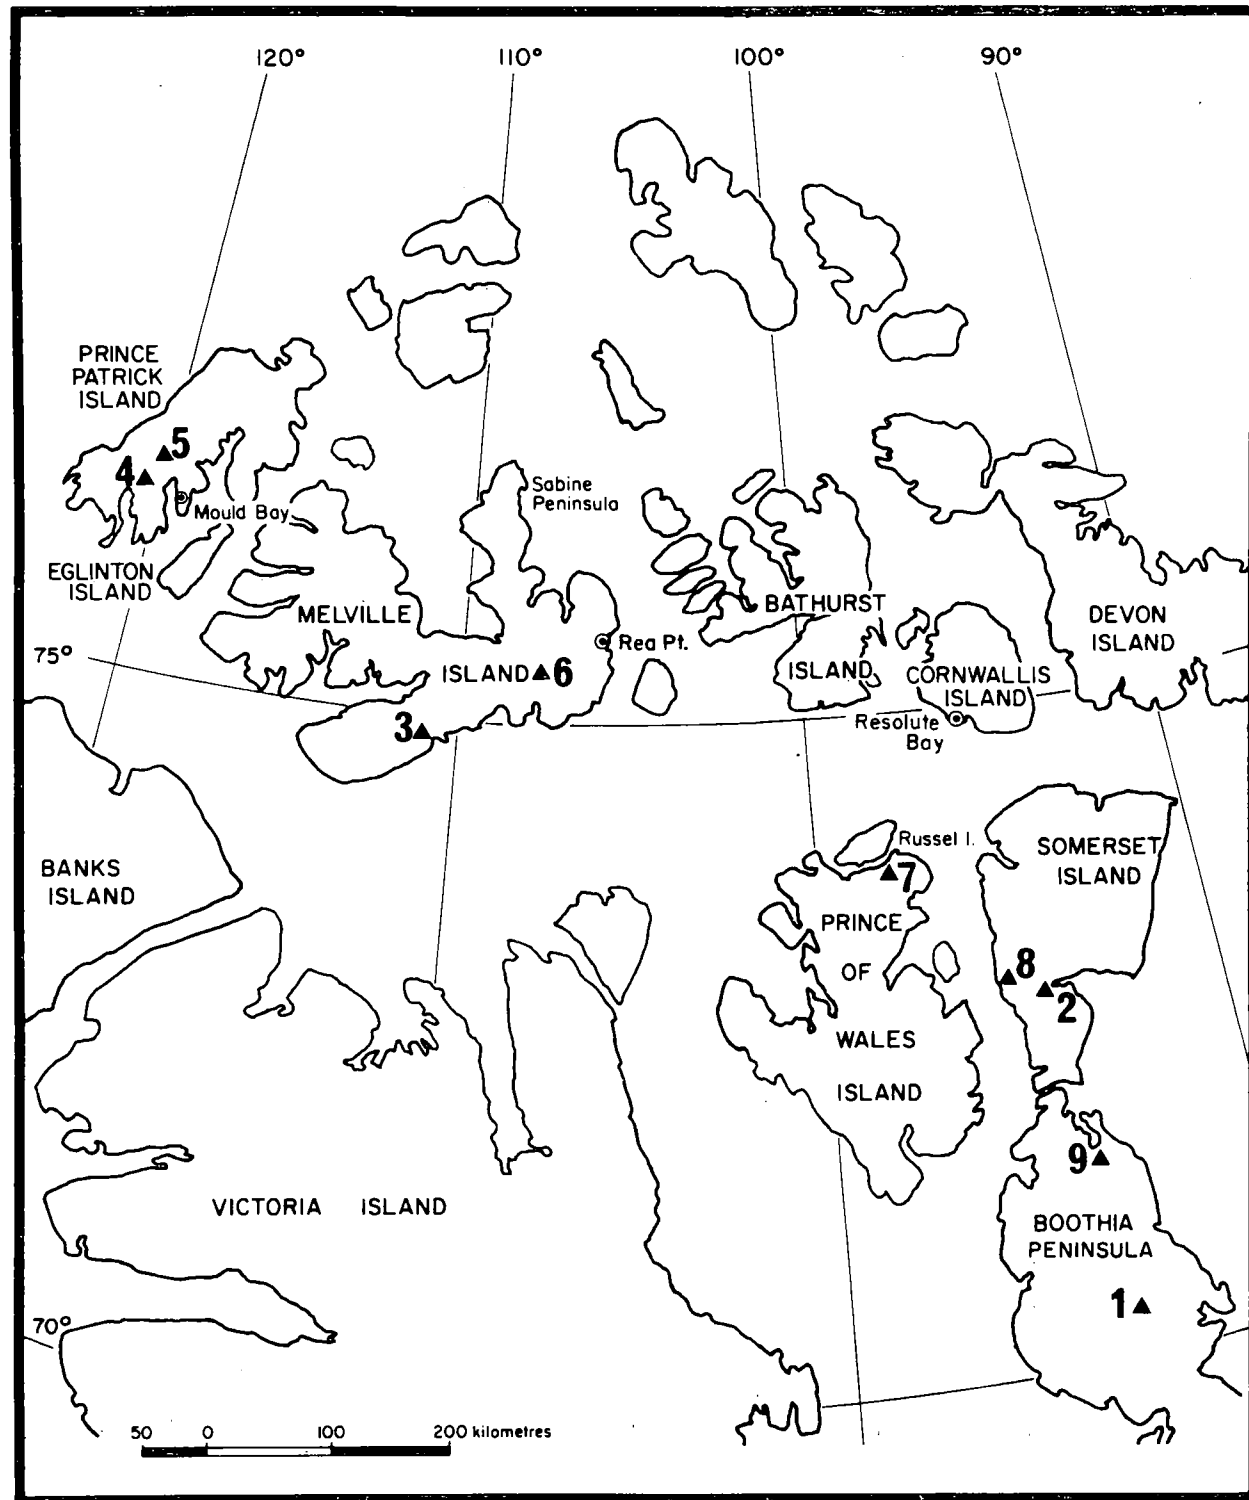 120° 110° 100° 90°
PRINCE
PATRICK
ISLAND
5
4
Mould Bay
Sabine
Peninsula
EGLINTON
ISLAND
MELVILLE
BATHURST
DEVON
ISLAND
75°
Rea Pt.
ISLAND 6
ISLAND
CORNWALLIS
ISLAND
3
Resolute
Bay
Russel I.
SOMERSET
ISLAND
BANKS
ISLAND
7
PRINCE
OF
WALES
ISLAND
8
2
9
VICTORIA ISLAND
BOOTHIA
PENINSULA
1
70°
50 0 100 200 kilometres